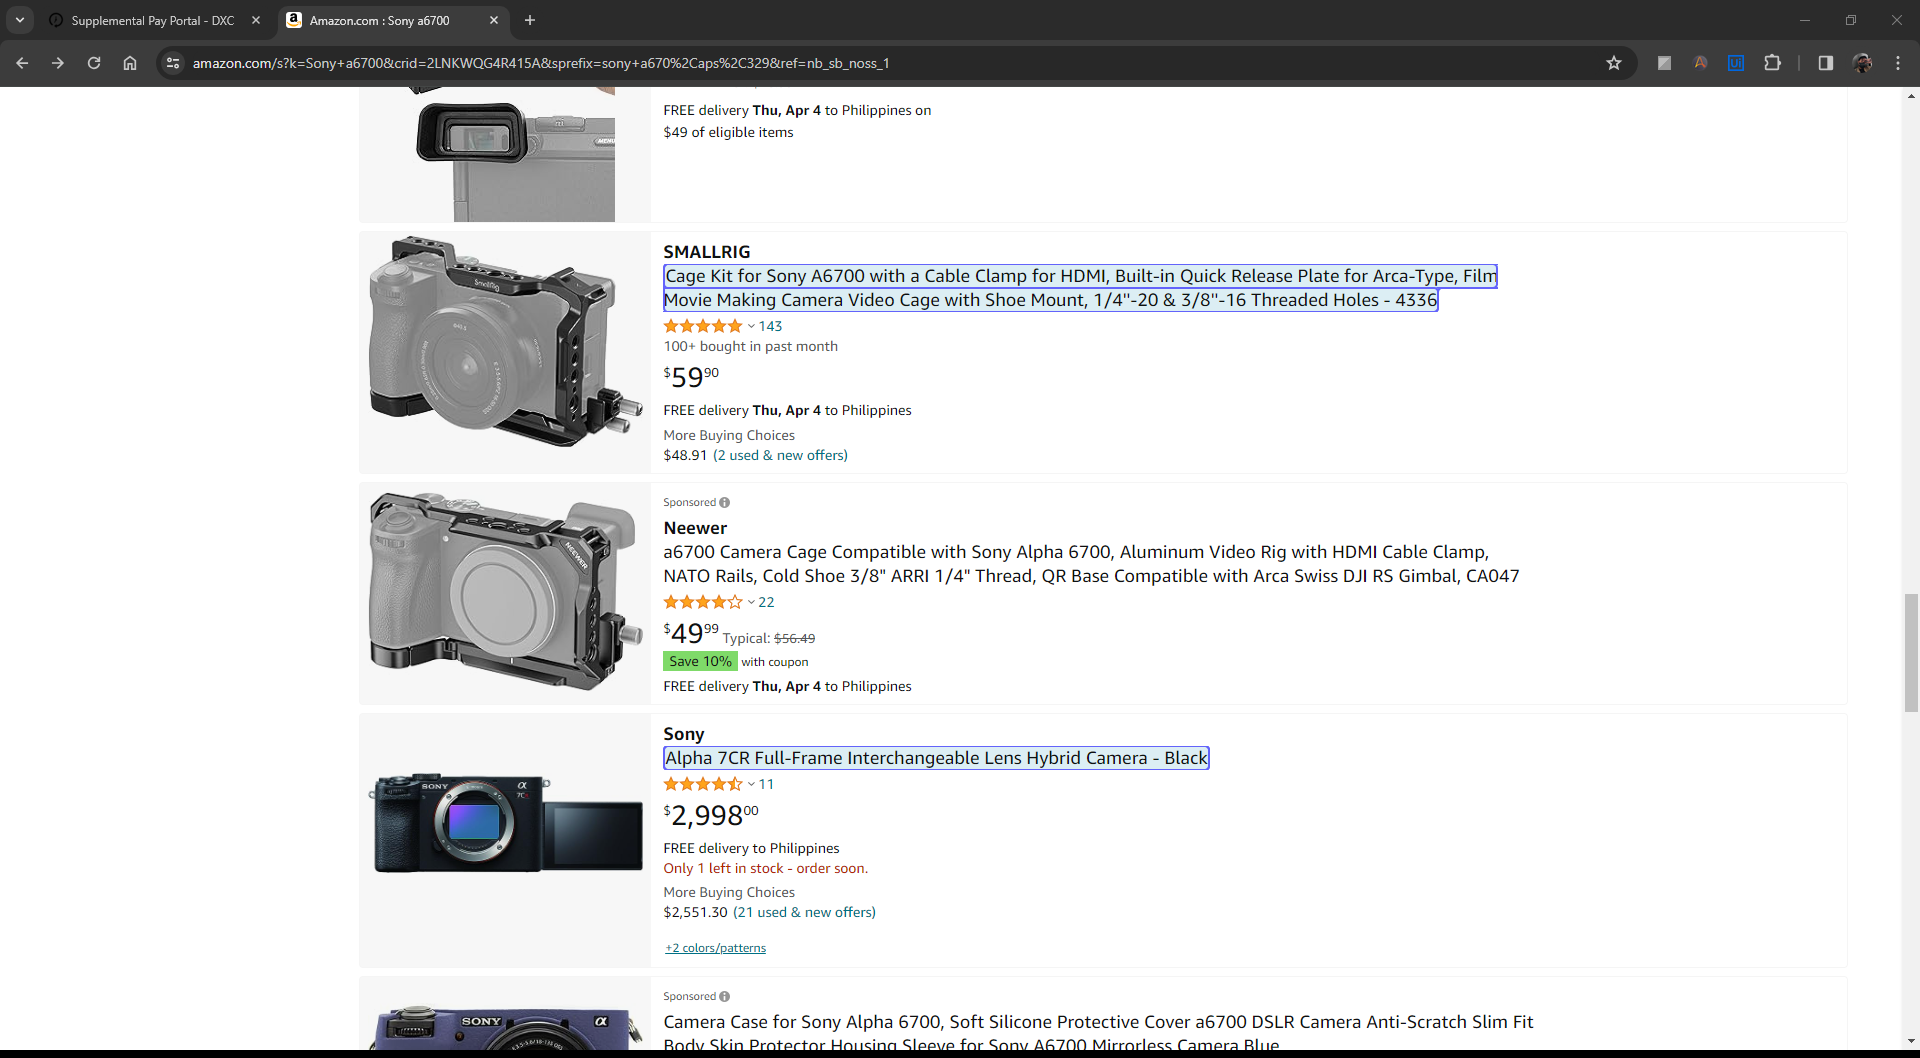 Supplemental Pay Portal - DXC
Amazon.com : Sony a6700
amazon.com/s?k=Sony+a6700&crid=2LNKWQG4R415A&sprefix=sony+a670%2Caps%2C329&ref=nb_sb_noss_1
MENU
FREE delivery Thu, Apr 4 to Philippines on
$49 of eligible items
SmallRig
SMALLRIG
Cage Kit for Sony A6700 with a Cable Clamp for HDMI, Built-in Quick Release Plate for Arca-Type, Film
Movie Making Camera Video Cage with Shoe Mount, 1/4"-20 & 3/8"-16 Threaded Holes - 4336
143
100+ bought in past month
$59.90
FREE delivery Thu, Apr 4 to Philippines
More Buying Choices
$48.91 (2 used & new offers)
NEEWER
Sponsored
Neewer
a6700 Camera Cage Compatible with Sony Alpha 6700, Aluminum Video Rig with HDMI Cable Clamp,
NATO Rails, Cold Shoe 3/8" ARRI 1/4" Thread, QR Base Compatible with Arca Swiss DJI RS Gimbal, CA047
22
$49.99 Typical: $56.49
Save 10% with coupon
FREE delivery Thu, Apr 4 to Philippines
SONY
α
7C
Sony
Alpha 7CR Full-Frame Interchangeable Lens Hybrid Camera - Black
11
$2,998.00
FREE delivery to Philippines
Only 1 left in stock - order soon.
More Buying Choices
$2,551.30 (21 used & new offers)
+2 colors/patterns
SONY
α
Sponsored
Camera Case for Sony Alpha 6700, Soft Silicone Protective Cover a6700 DSLR Camera Anti-Scratch Slim Fit
Body Skin Protector Housing Sleeve for Sony A6700 Mirrorless Camera Blue